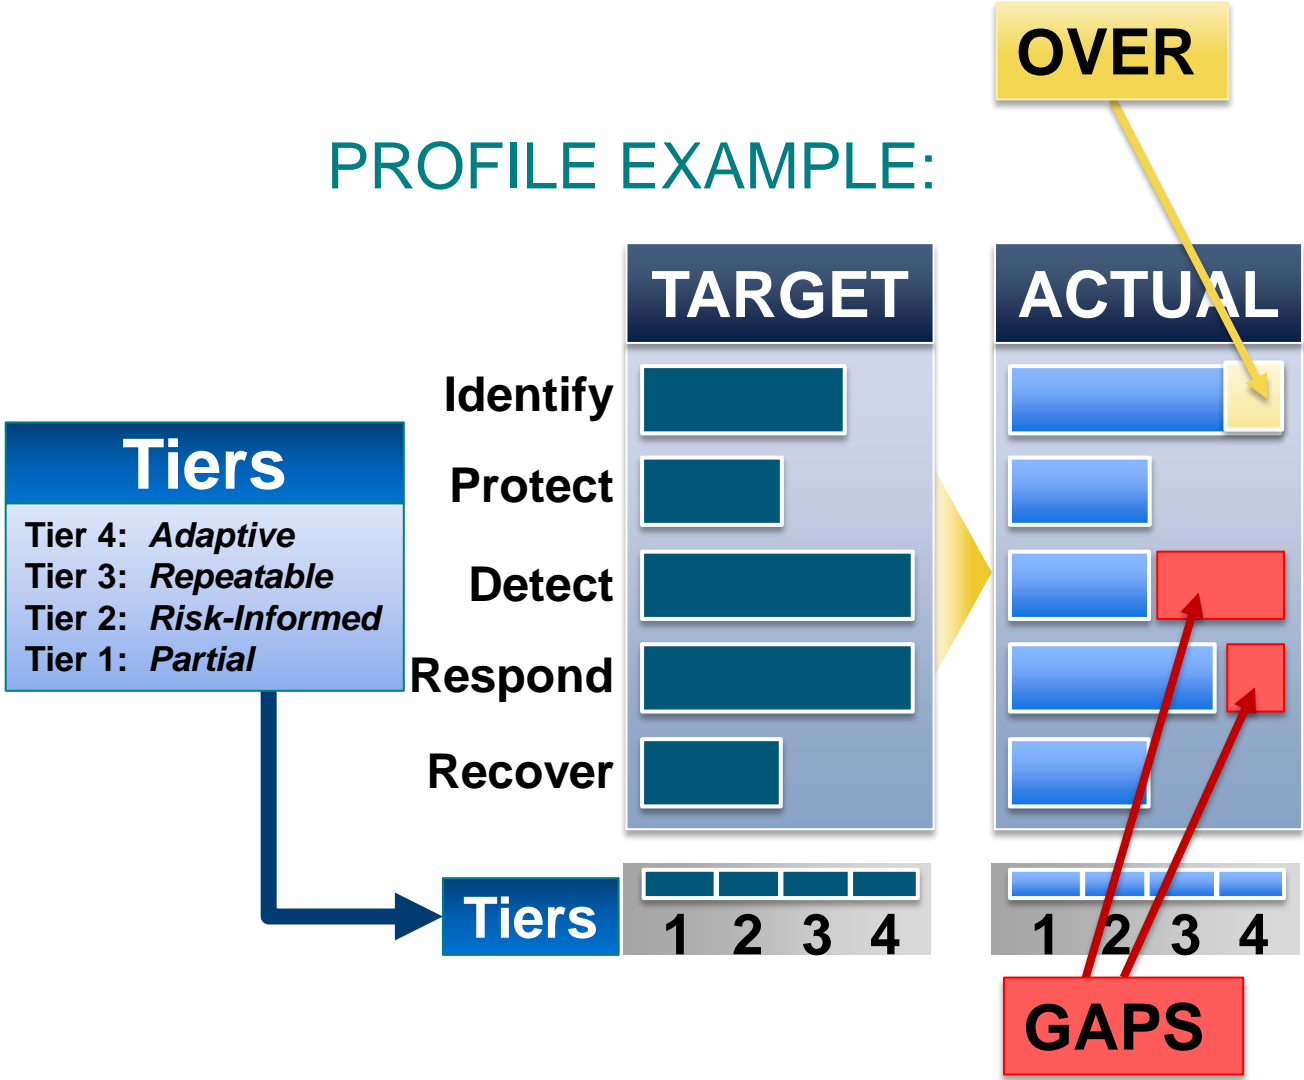 OVER
PROFILE EXAMPLE:
TARGET
ACTUAL
Identify
Protect
Detect
Respond
Recover
Tiers
Tier 4: Adaptive
Tier 3: Repeatable
Tier 2: Risk-Informed
Tier 1: Partial
Tiers
1 2 3 4
1 2 3 4
GAPS